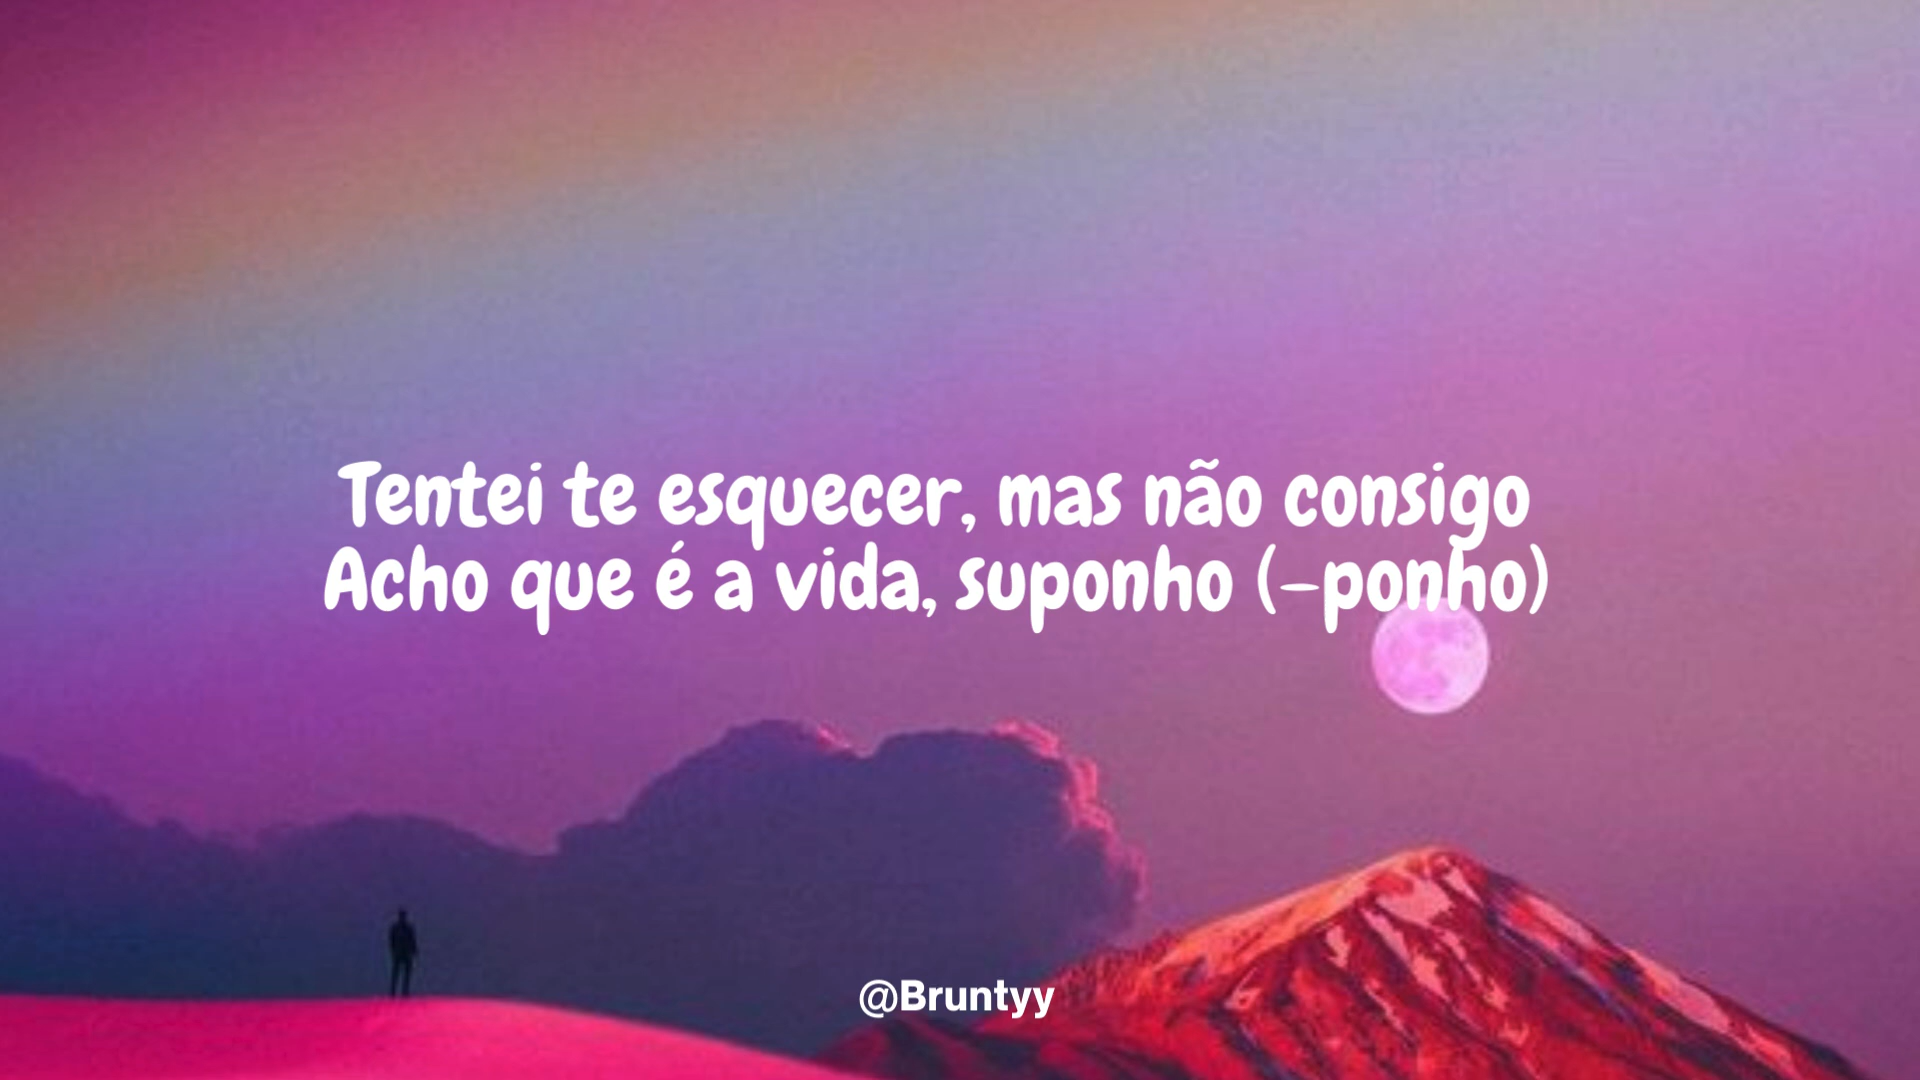 Tentei te esquecer, mas não consigo
Acho que é a vida, suponho (-ponho)
@Bruntyy